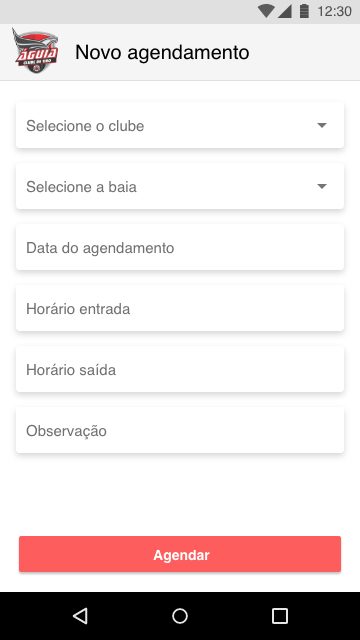 12:30
ÁGUIA
CLUBE DE TIRO
Novo agendamento
Selecione o clube
Selecione a baia
Data do agendamento
Horário entrada
Horário saída
Observação
Agendar